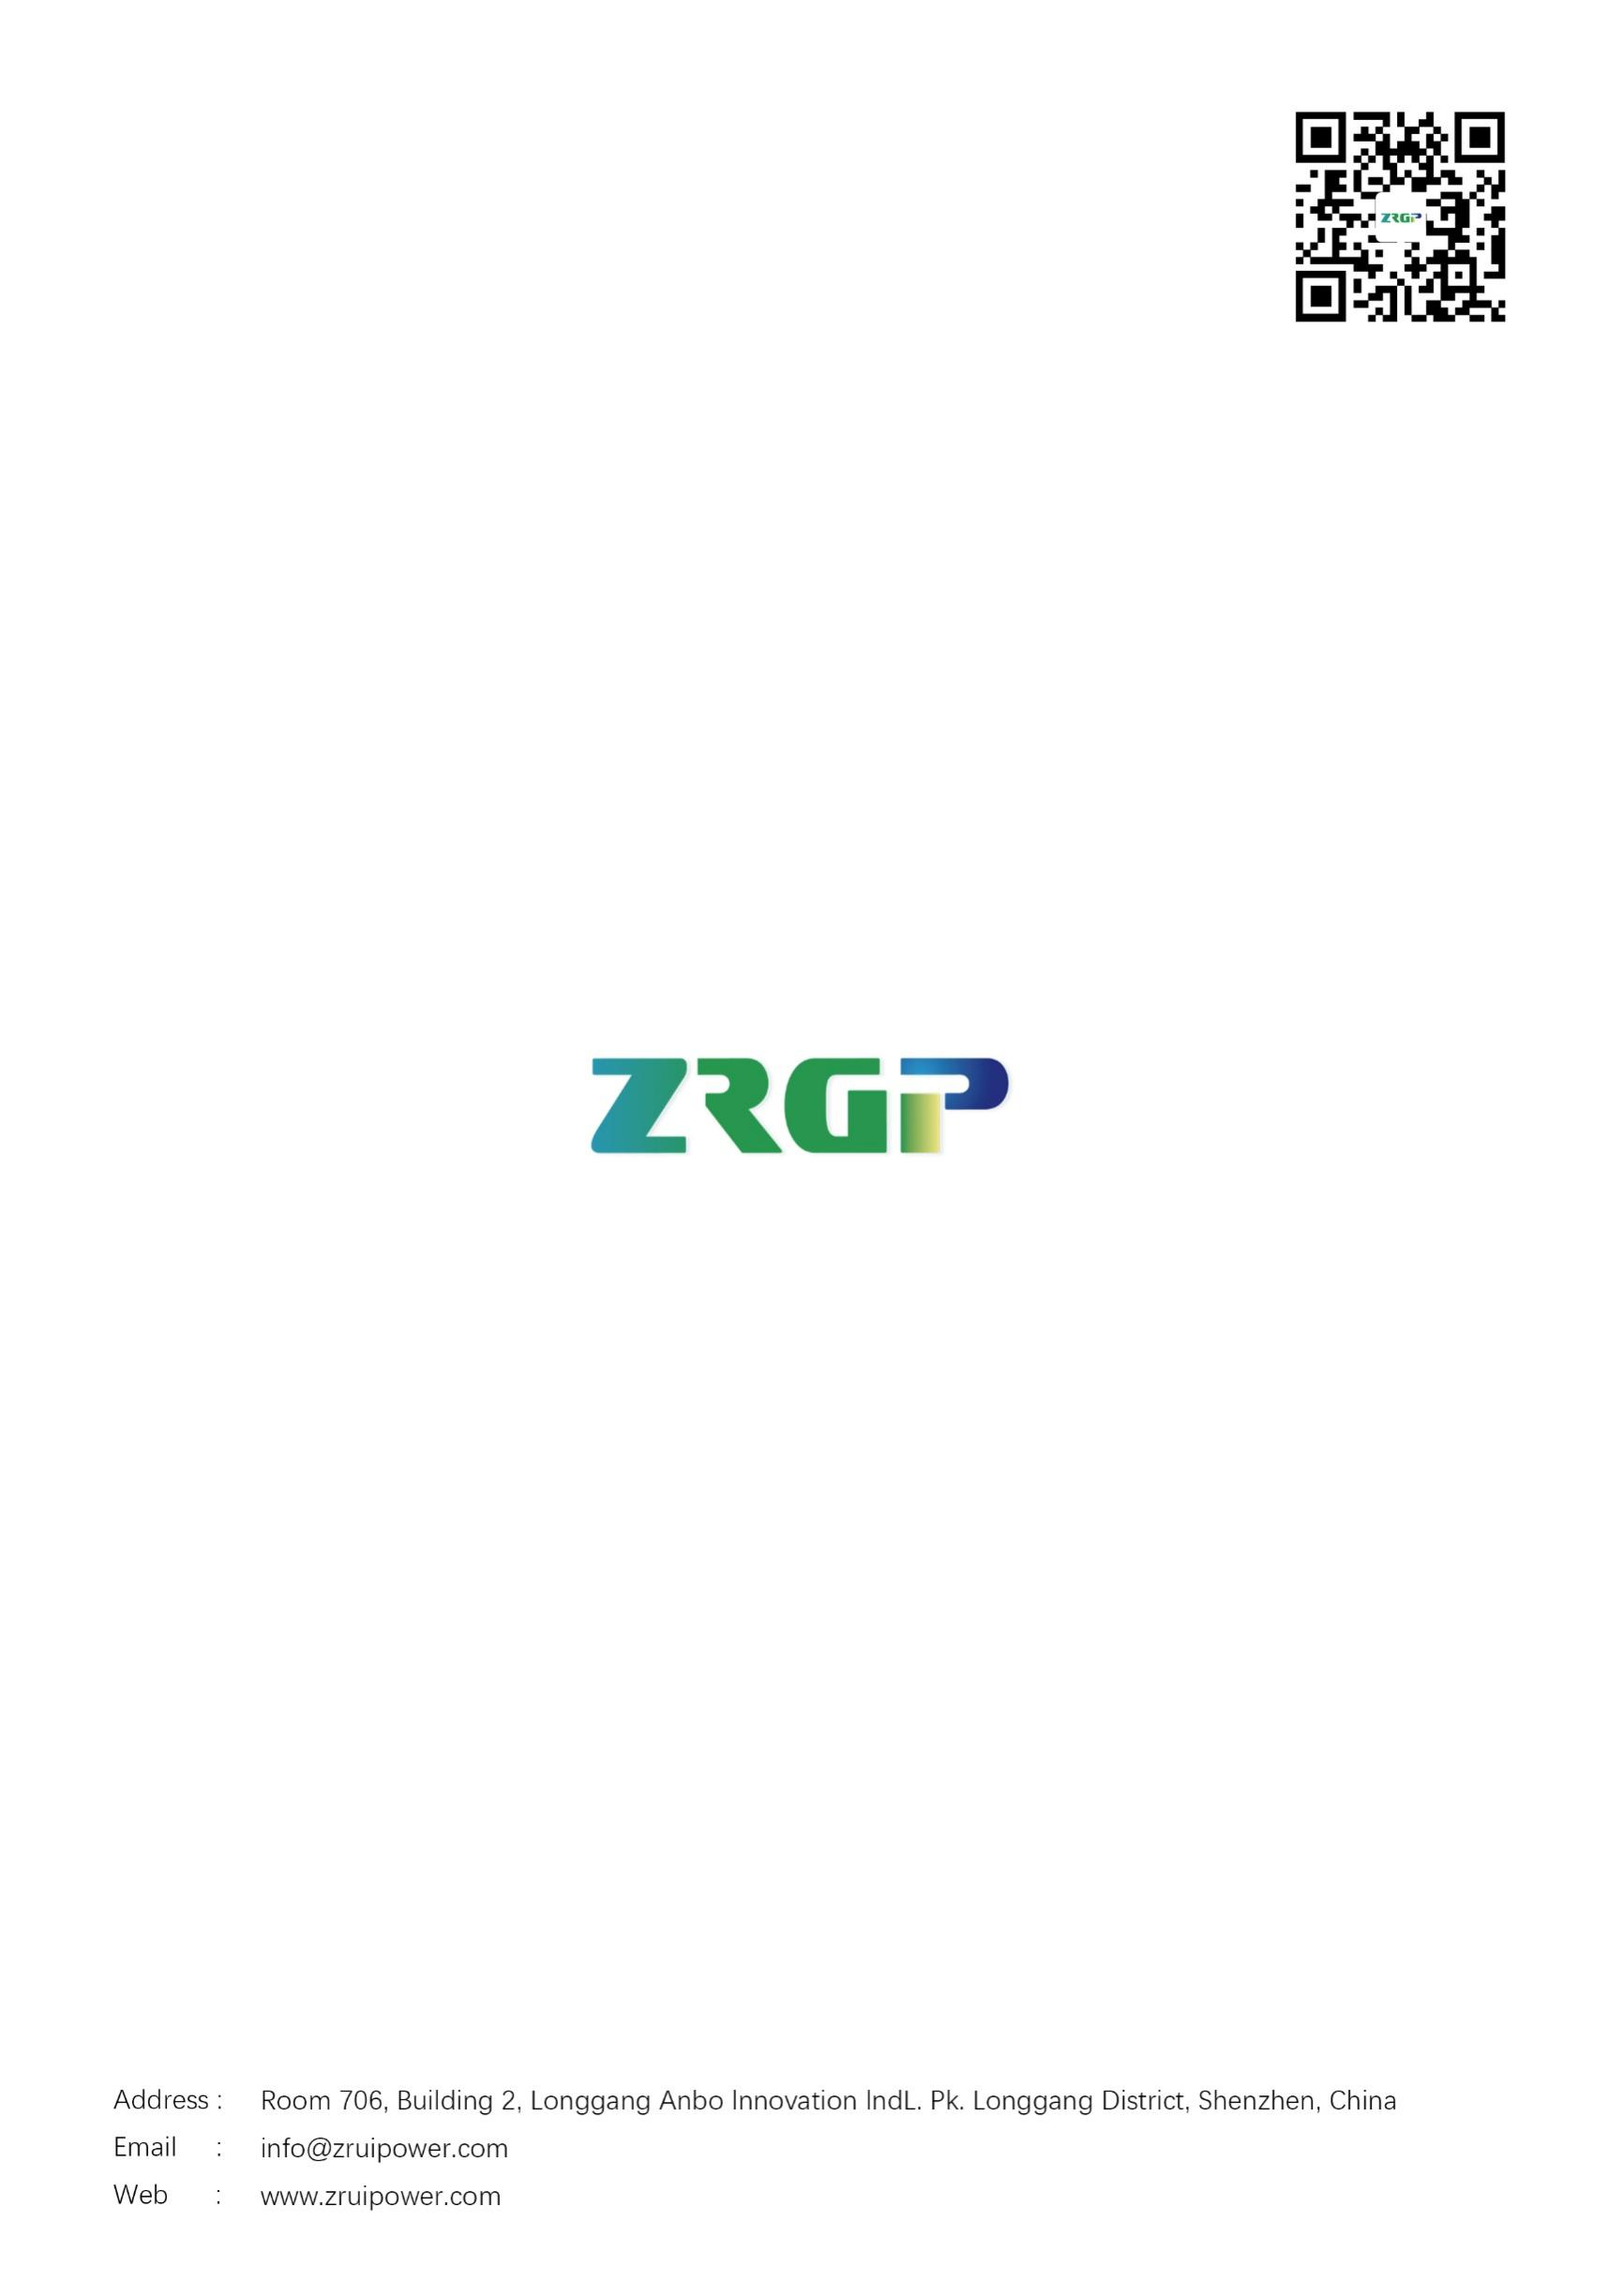 ZRGP
ZRGP
Address : Room 706, Building 2, Longgang Anbo Innovation IndL. Pk. Longgang District, Shenzhen, China
Email : info@zruipower.com
Web : www.zruipower.com